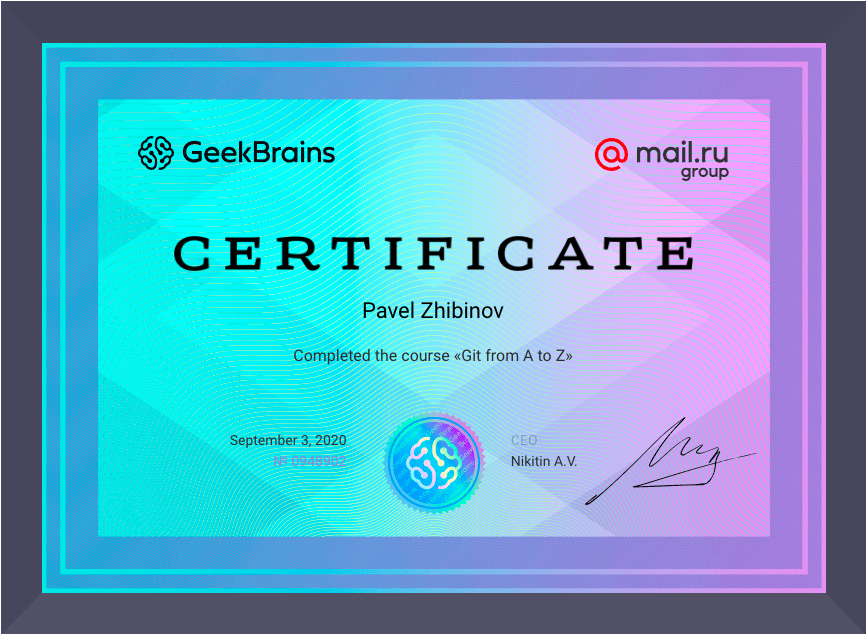 GeekBrains
@mail.ru
group
CERTIFICATE
Pavel Zhibinov
Completed the course «Git from A to Z»
September 3, 2020
CEO
Nikitin A.V.